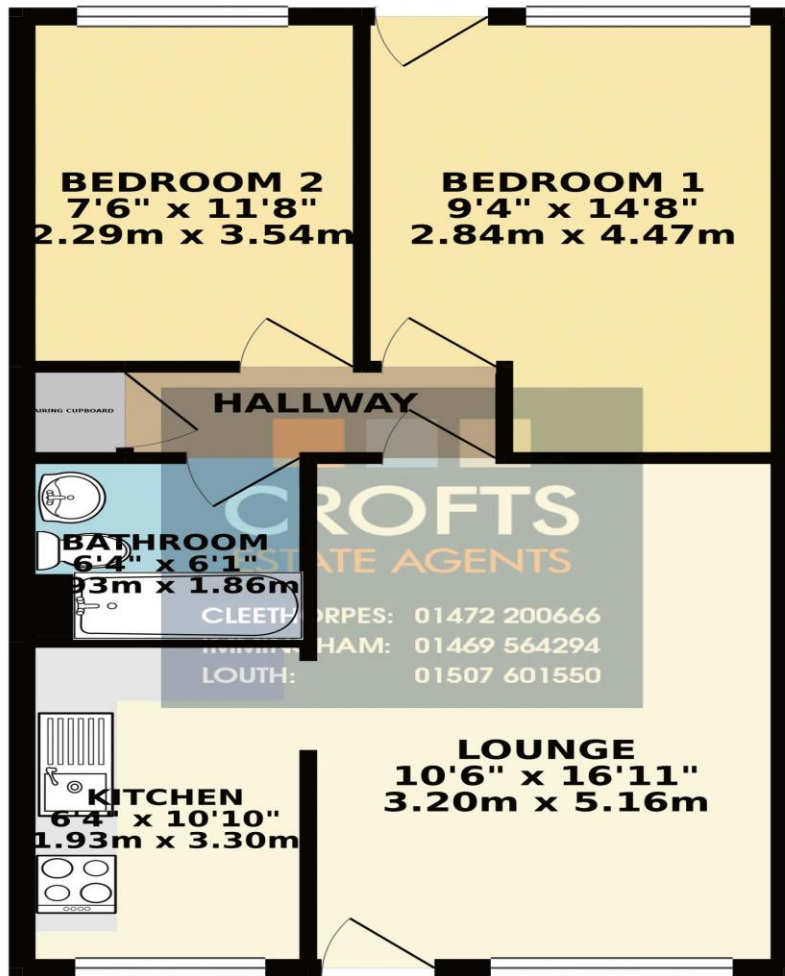 BEDROOM 2
7'6" x 11'8"
2.29m x 3.54m
BEDROOM 1
9'4" x 14'8"
2.84m x 4.47m
AIRING CUPBOARD
HALLWAY
CROFTS
ESTATE AGENTS
CLEETHORPES: 01472 200666
IMMINGHAM: 01469 564294
LOUTH: 01507 601550
BATHROOM
6'4" x 6'1"
1.93m x 1.86m
LOUNGE
10'6" x 16'11"
3.20m x 5.16m
KITCHEN
6'4" x 10'10"
1.93m x 3.30m